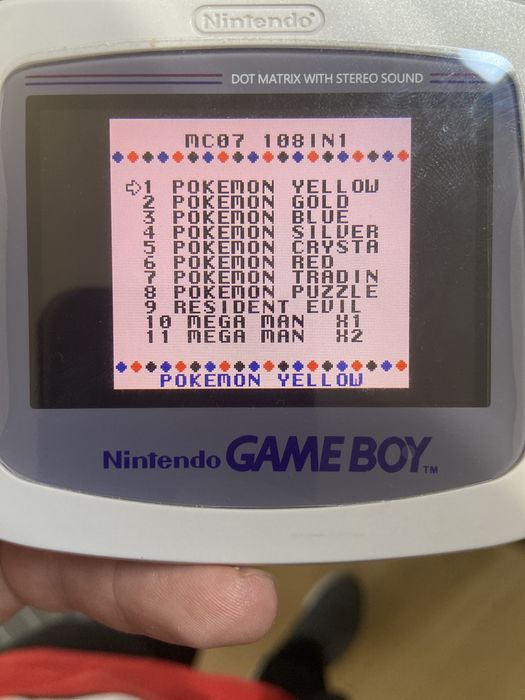 Nintendo
DOT MATRIX WITH STEREO SOUND
MC07 108IN1
1 POKEMON YELLOW
2 POKEMON GOLD
3 POKEMON BLUE
4 POKEMON SILVER
5 POKEMON CRYSTA
6 POKEMON RED
7 POKEMON TRADIN
8 POKEMON PUZZLE
9 RESIDENT EVIL
10 MEGA MAN X1
11 MEGA MAN X2
POKEMON YELLOW
Nintendo GAME BOY TM